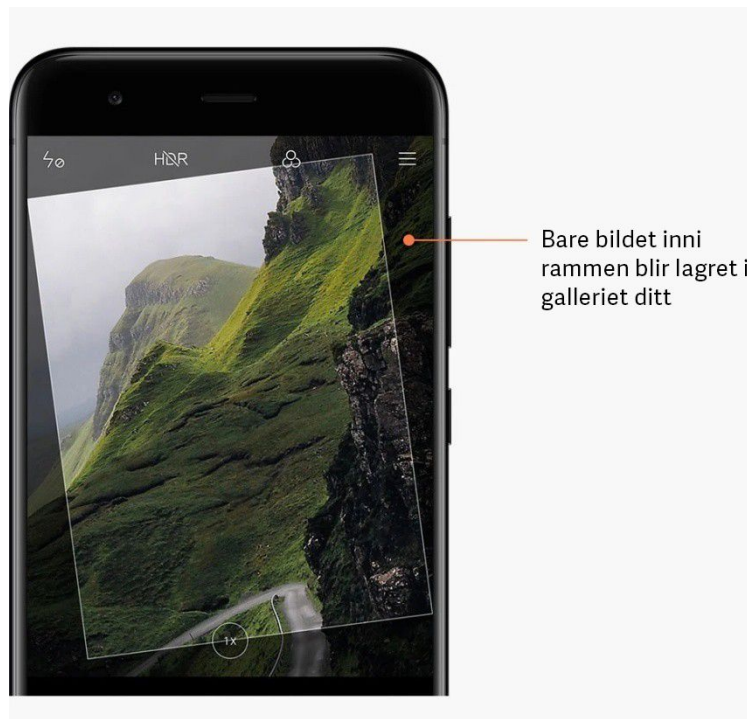 HDR
Bare bildet inni
rammen blir lagret i
galleriet ditt
1X